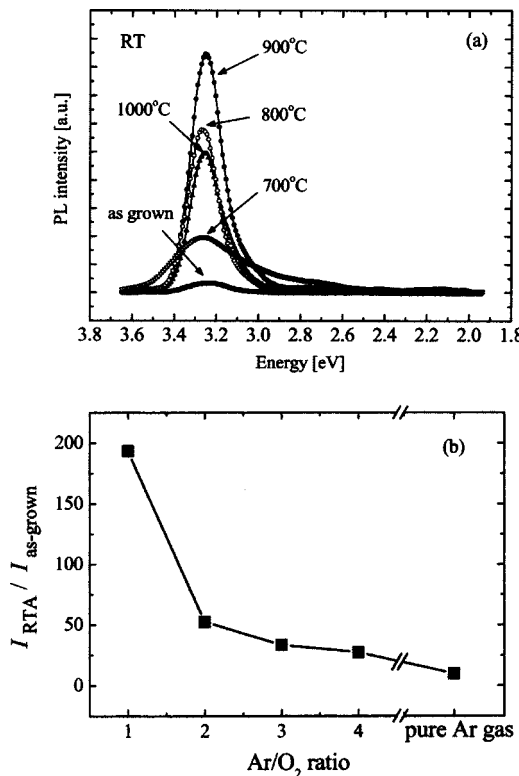 RT
(a)
900°C
1000°C
800°C
700°C
as grown
PL intensity [a.u.]
3.8 3.6 3.4 3.2 3.0 2.8 2.6 2.4 2.2 2.0 1.8
Energy [eV]
(b)
200
150
100
50
0
I RTA / I as-grown
1 2 3 4 pure Ar gas
Ar/O2 ratio